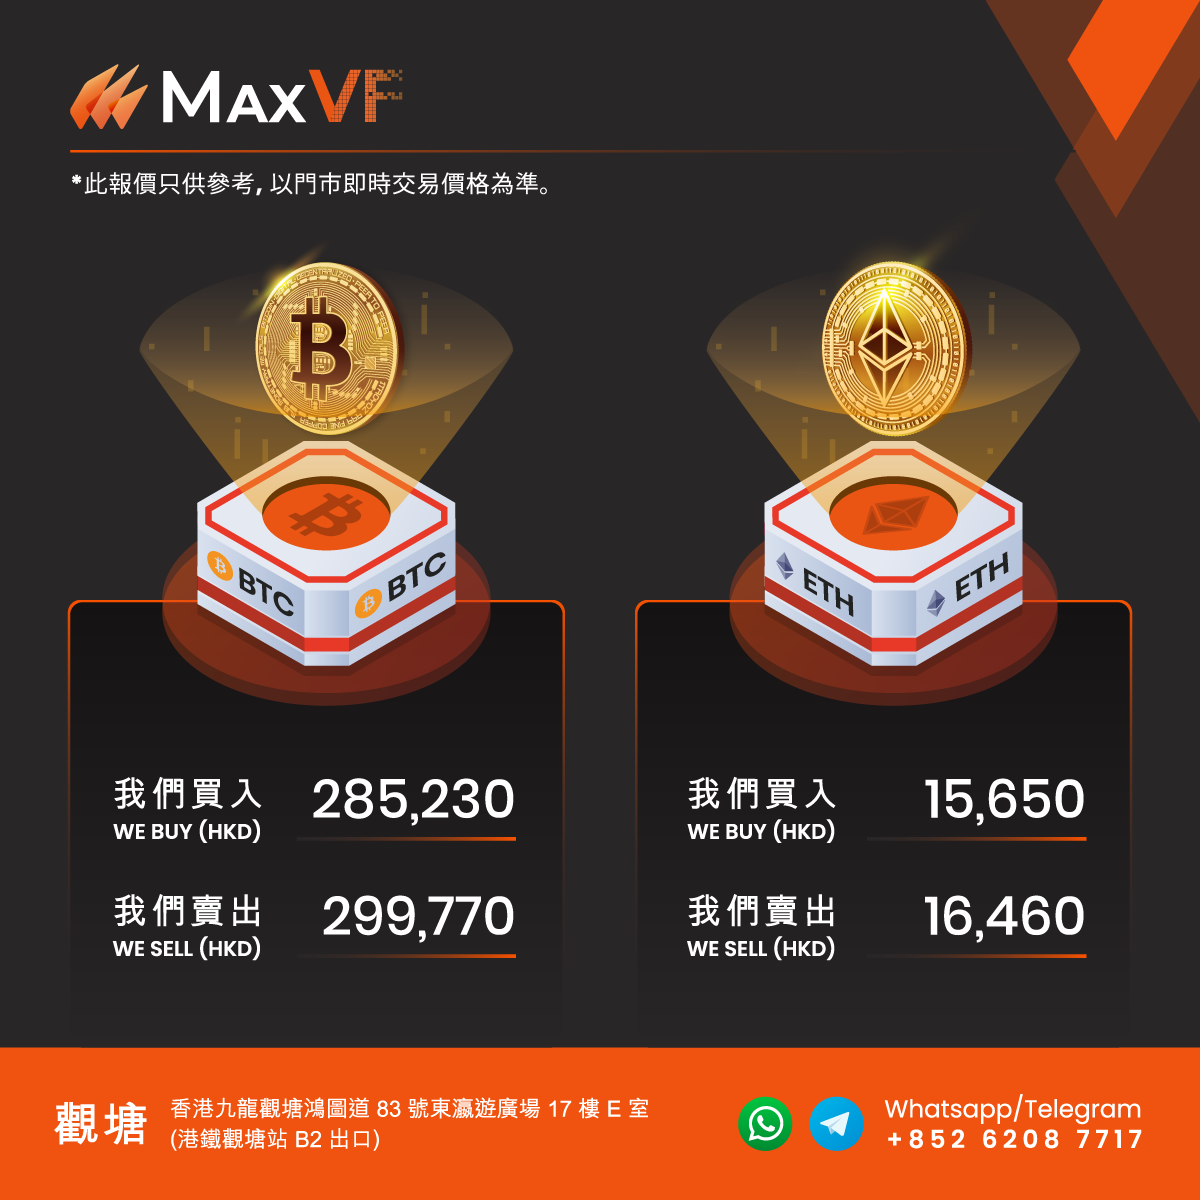 MAXVF
*此報價只供參考, 以門市即時交易價格為準。
BTC BTC
ETH ETH
我們買入 285,230
WE BUY (HKD)
我們賣出 299,770
WE SELL (HKD)
我們買入 15,650
WE BUY (HKD)
我們賣出 16,460
WE SELL (HKD)
觀塘
香港九龍觀塘鴻圖道 83 號東瀛遊廣場 17 樓 E 室
(港鐵觀塘站 B2 出口)
Whatsapp/Telegram
+852 6208 7717